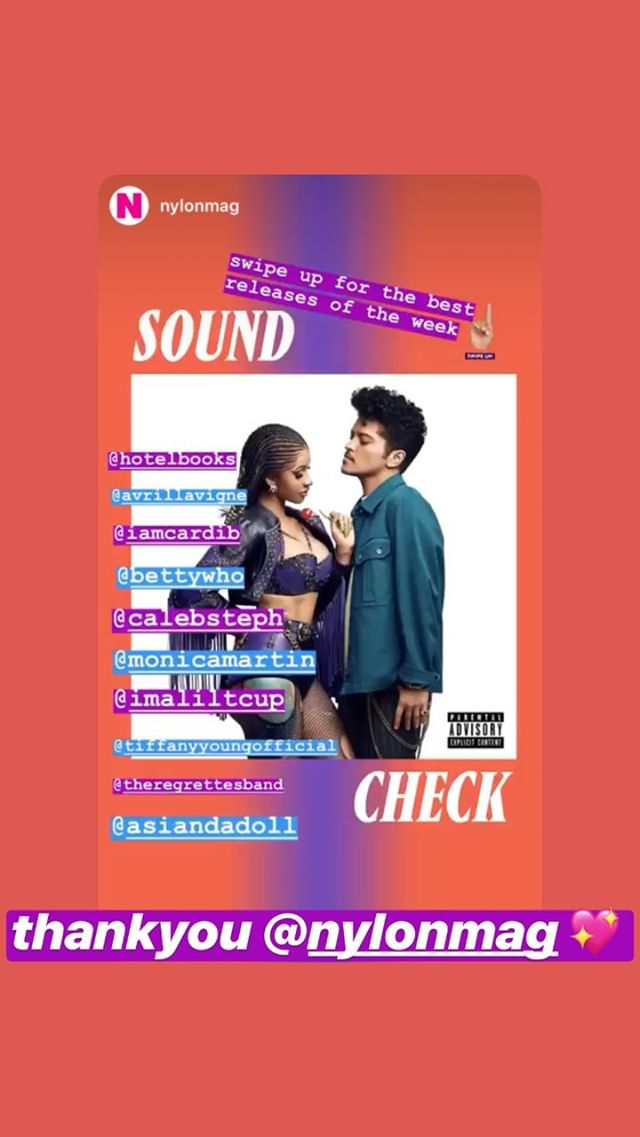 N nylonmag
swipe up for the best
releases of the week
SWIPE UP!
SOUND
@hotelbooks
@avrillavigne
@iamcardib
@bettywho
@calebsteph
@monicamartin
@imaliltcup
@tiffanyyoungofficial
@theregrettesband
@asiandadoll
PARENTAL
ADVISORY
EXPLICIT CONTENT
CHECK
thankyou @nylonmag